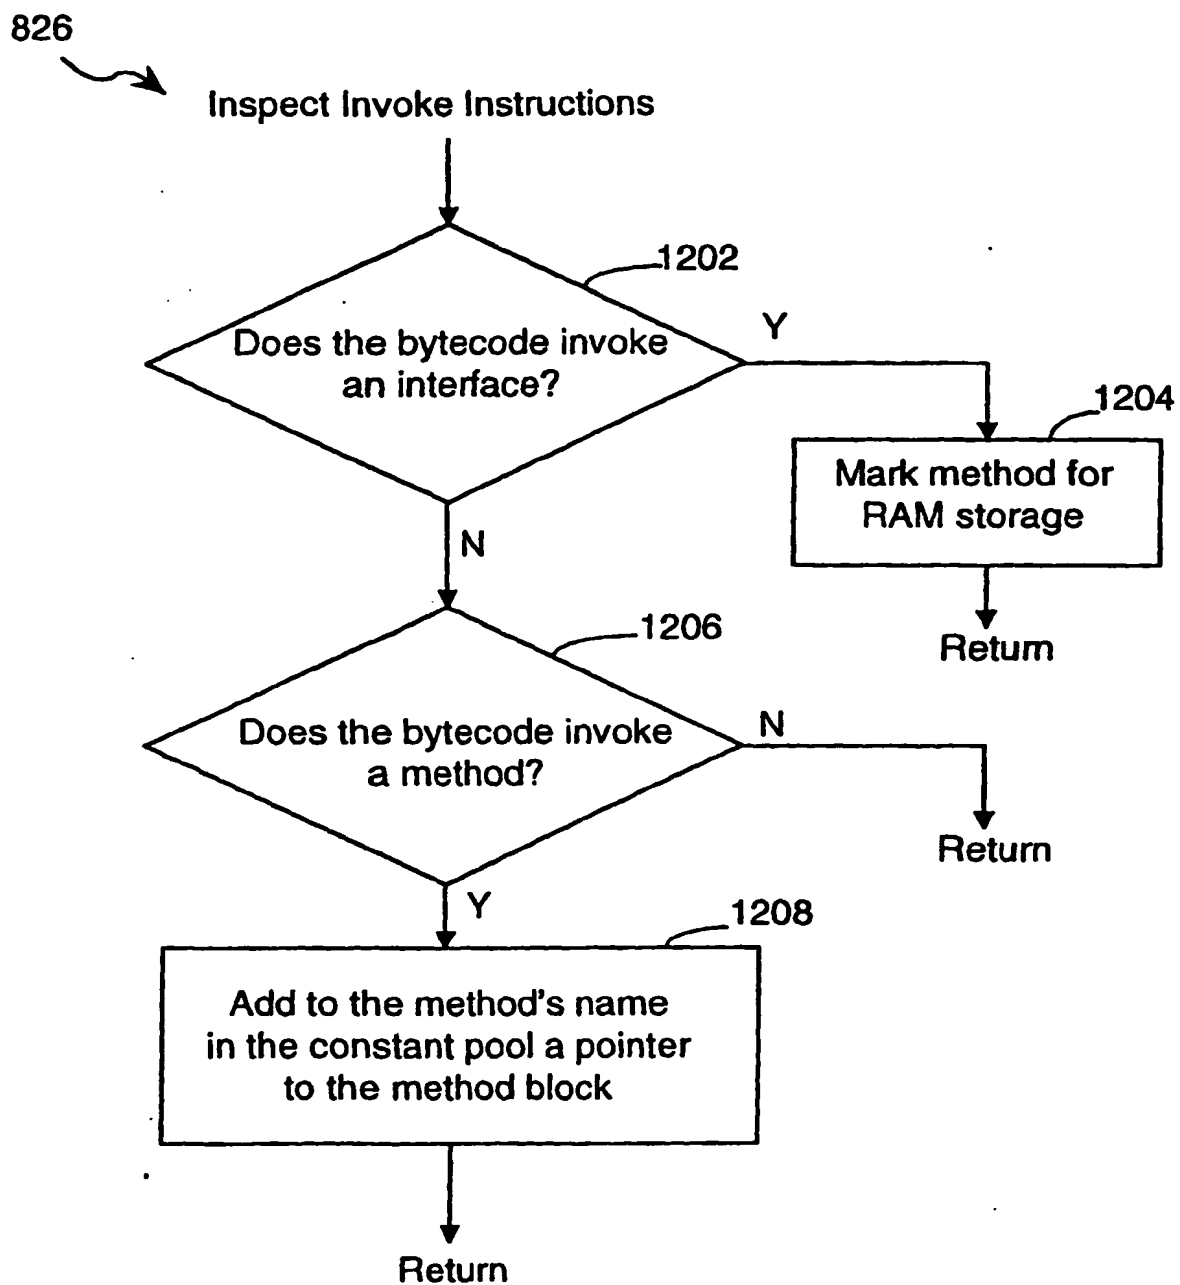 826
Inspect Invoke Instructions
1202
Does the bytecode invoke
an interface?
Y
1204
Mark method for
RAM storage
Return
N
1206
Does the bytecode invoke
a method?
N
Return
Y
1208
Add to the method's name
in the constant pool a pointer
to the method block
Return